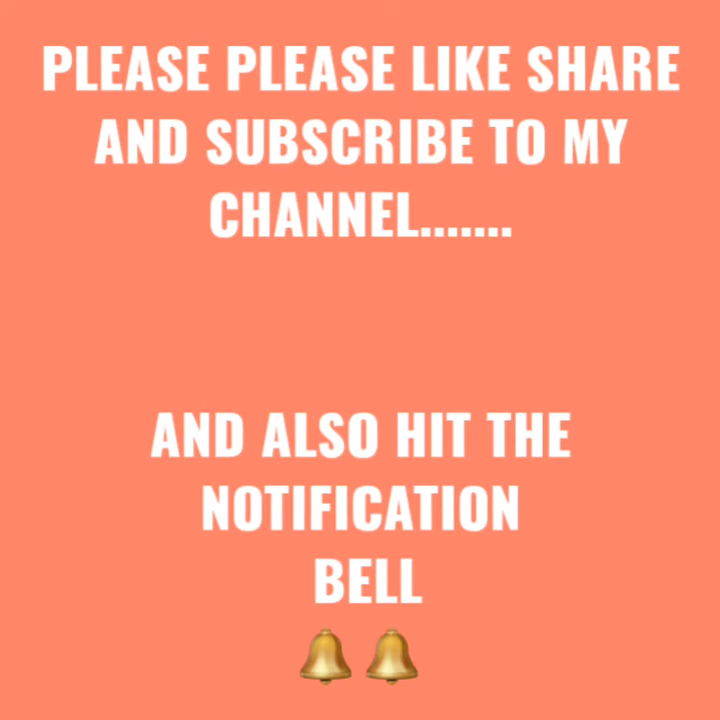 PLEASE PLEASE LIKE SHARE
AND SUBSCRIBE TO MY
CHANNEL.......
AND ALSO HIT THE
NOTIFICATION
BELL
🔔🔔